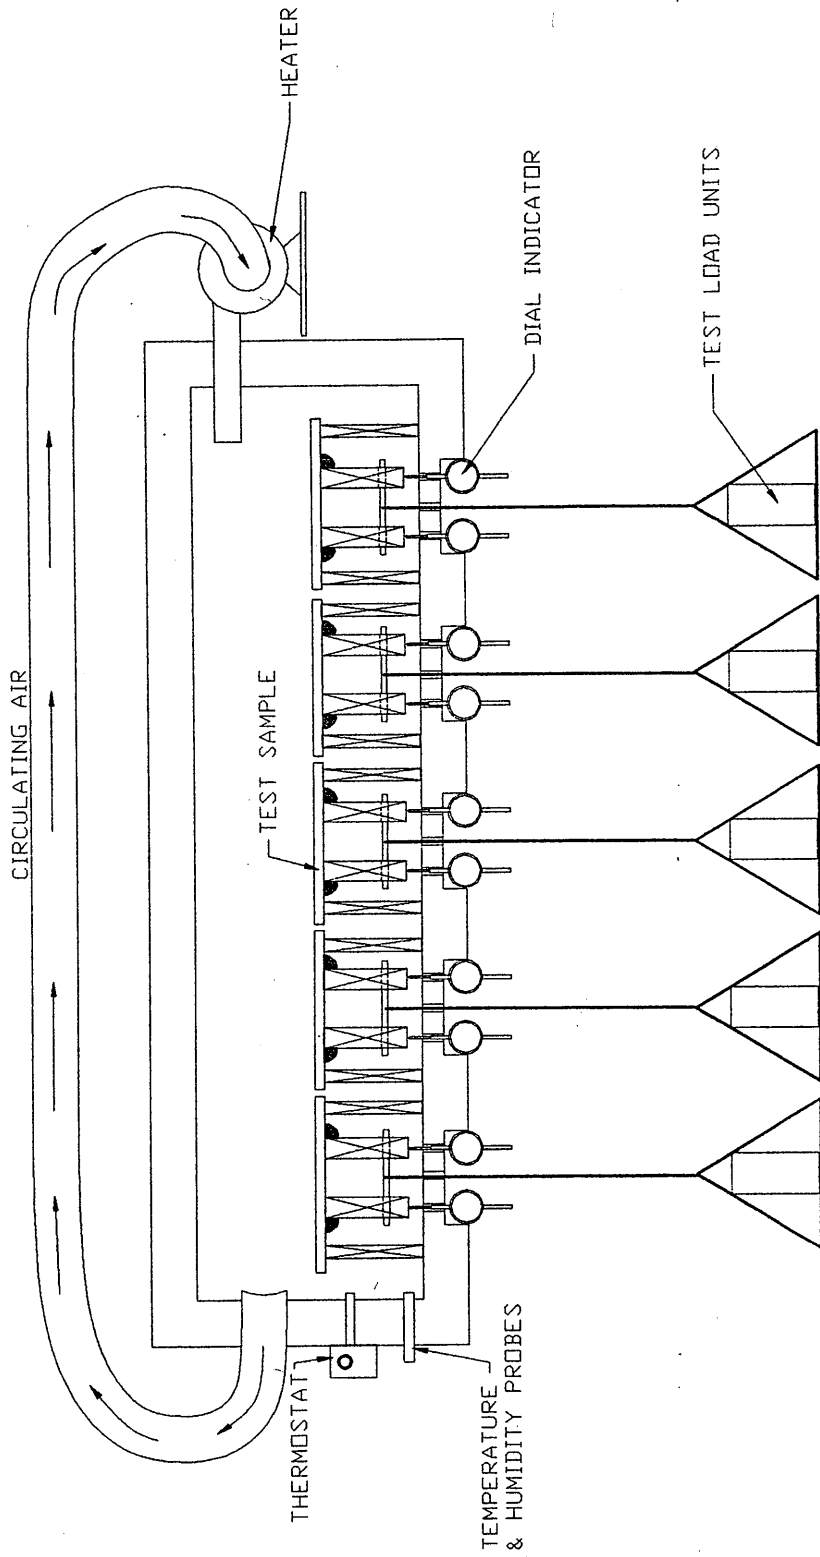 CIRCULATING AIR
HEATER
TEST SAMPLE
DIAL INDICATOR
THERMOSTAT
TEMPERATURE
& HUMIDITY PROBES
TEST LOAD UNITS